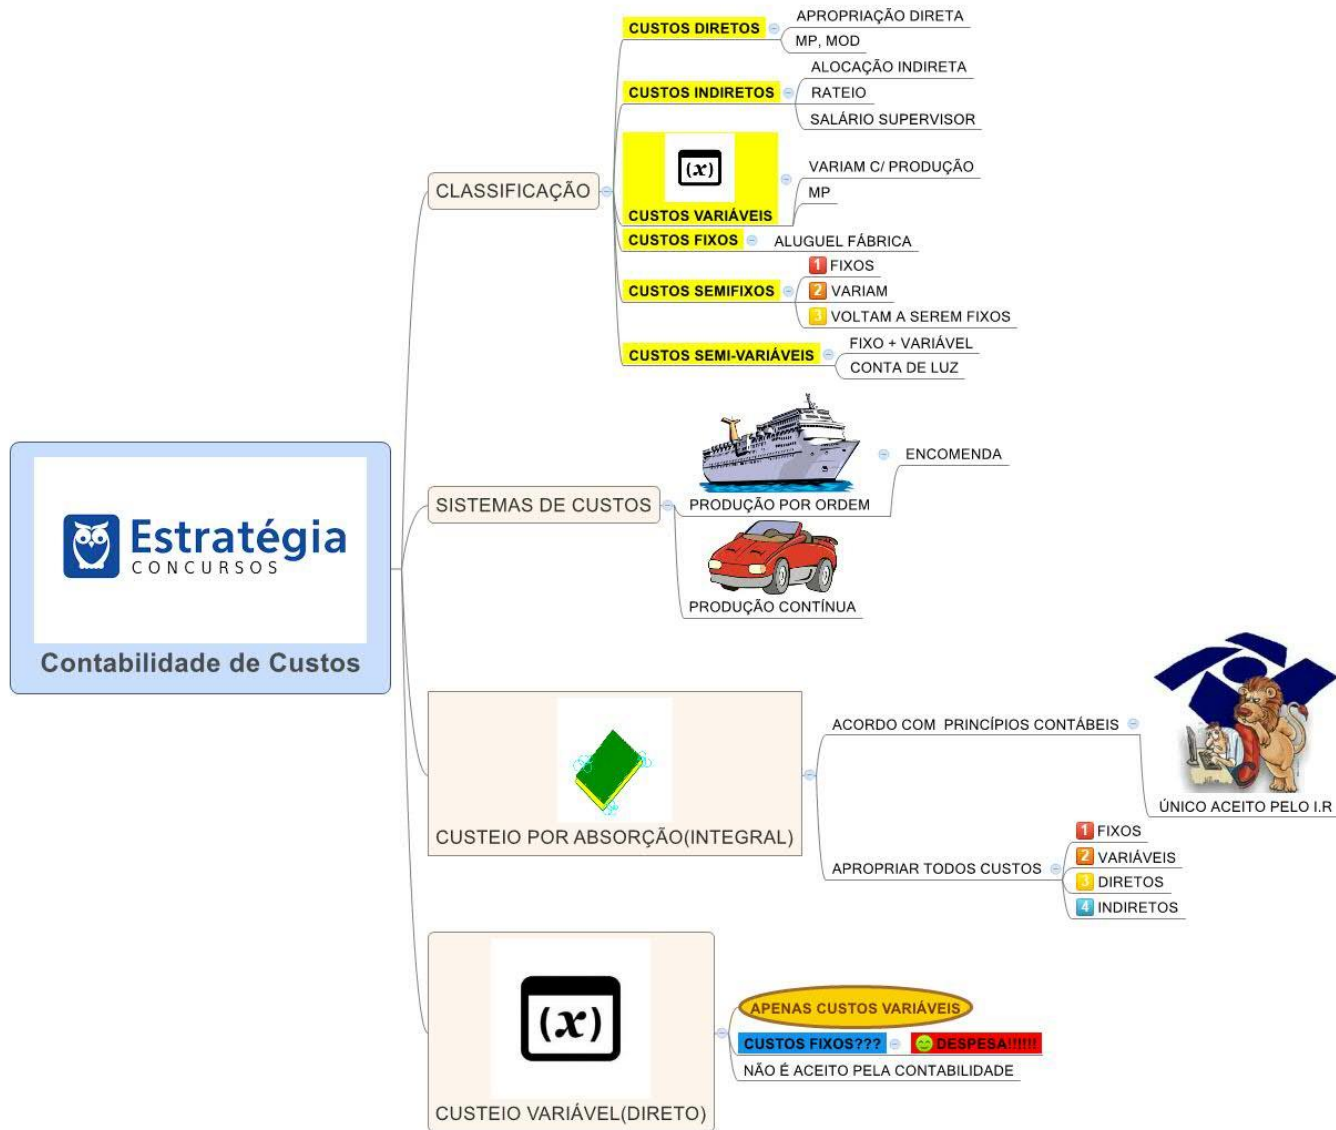 Estratégia
CONCURSOS
Contabilidade de Custos
CLASSIFICAÇÃO
CUSTOS DIRETOS
APROPRIAÇÃO DIRETA
MP, MOD
CUSTOS INDIRETOS
ALOCAÇÃO INDIRETA
RATEIO
SALÁRIO SUPERVISOR
(x)
CUSTOS VARIÁVEIS
VARIAM C/ PRODUÇÃO
MP
CUSTOS FIXOS
ALUGUEL FÁBRICA
CUSTOS SEMIFIXOS
1 FIXOS
2 VARIAM
3 VOLTAM A SEREM FIXOS
CUSTOS SEMI-VARIÁVEIS
FIXO + VARIÁVEL
CONTA DE LUZ
SISTEMAS DE CUSTOS
PRODUÇÃO POR ORDEM
ENCOMENDA
PRODUÇÃO CONTÍNUA
CUSTEIO POR ABSORÇÃO(INTEGRAL)
ACORDO COM  PRINCÍPIOS CONTÁBEIS
ÚNICO ACEITO PELO I.R
APROPRIAR TODOS CUSTOS
1 FIXOS
2 VARIÁVEIS
3 DIRETOS
4 INDIRETOS
(x)
CUSTEIO VARIÁVEL(DIRETO)
APENAS CUSTOS VARIÁVEIS
CUSTOS FIXOS???
DESPESA!!!!!!
NÃO É ACEITO PELA CONTABILIDADE